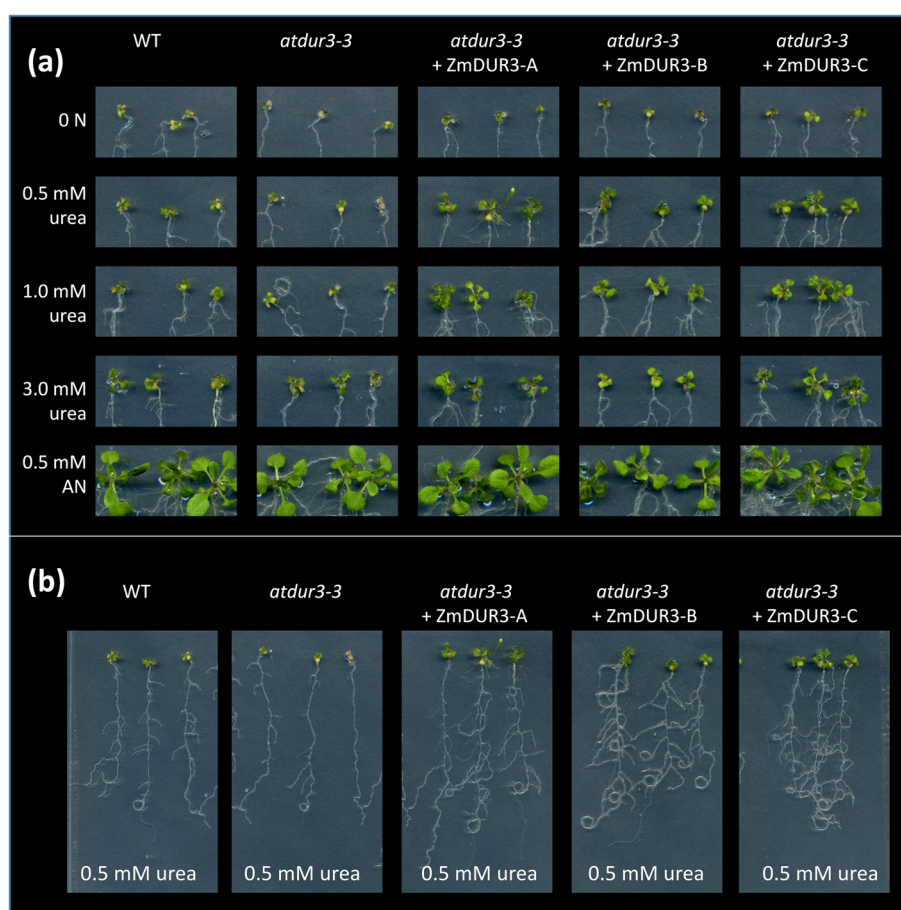 (a)
WT
atdur3-3
atdur3-3
+ ZmDUR3-A
atdur3-3
+ ZmDUR3-B
atdur3-3
+ ZmDUR3-C
0 N
0.5 mM
urea
1.0 mM
urea
3.0 mM
urea
0.5 mM
AN
(b)
WT
atdur3-3
atdur3-3
+ ZmDUR3-A
atdur3-3
+ ZmDUR3-B
atdur3-3
+ ZmDUR3-C
0.5 mM urea
0.5 mM urea
0.5 mM urea
0.5 mM urea
0.5 mM urea